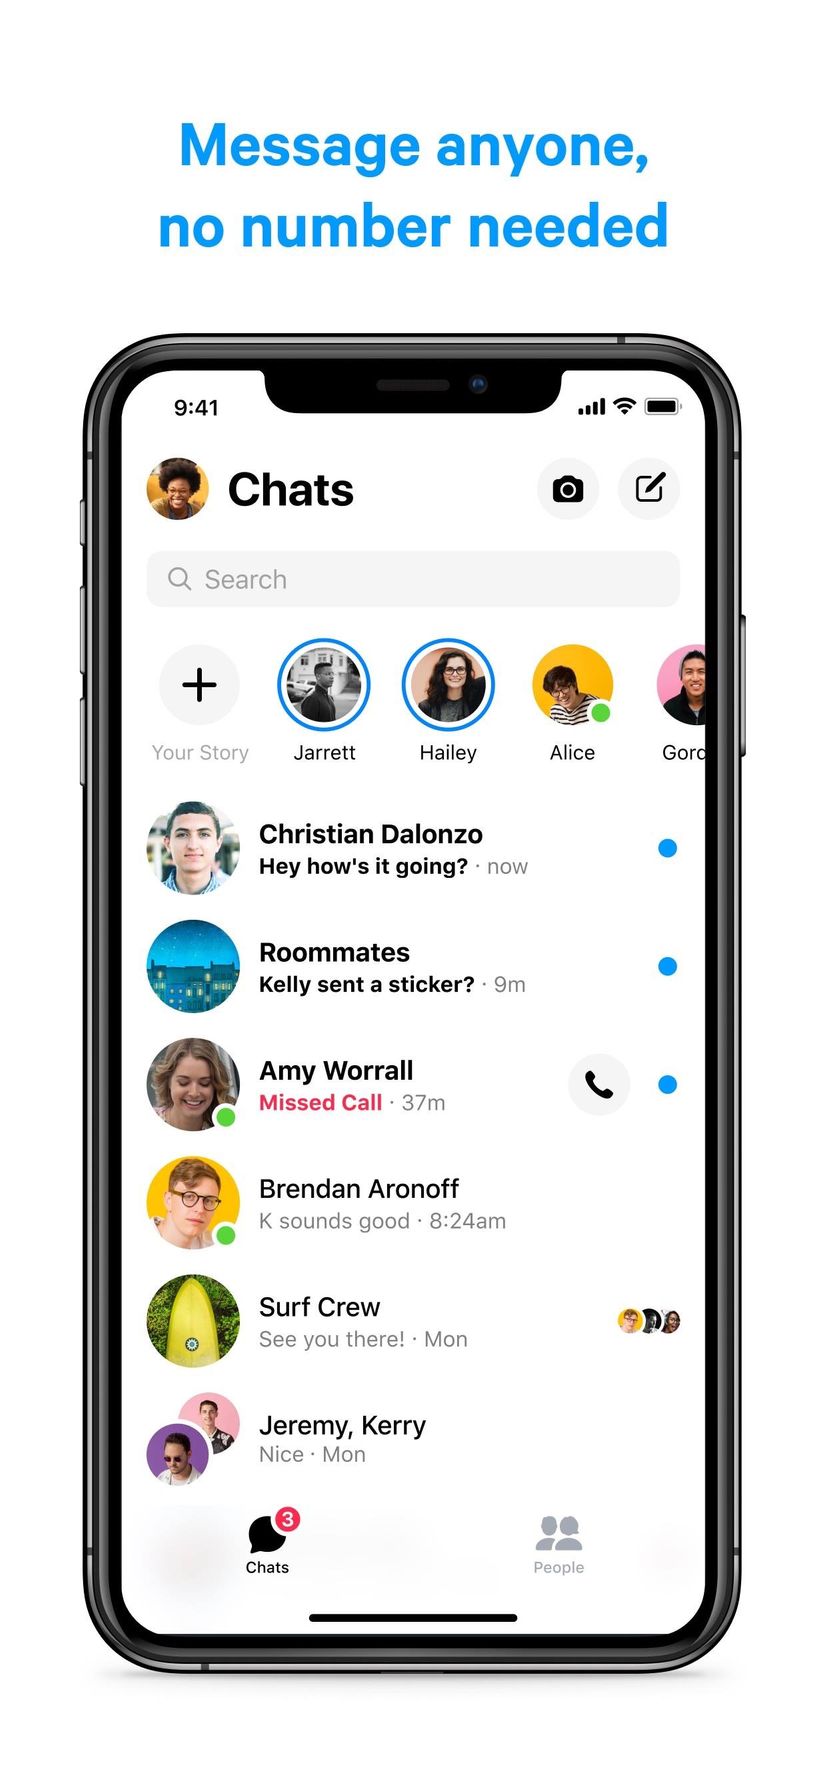 Message anyone,
no number needed
9:41
Chats
Search
Your Story
Jarrett
Hailey
Alice
Gord
Christian Dalonzo
Hey how's it going? · now
Roommates
Kelly sent a sticker? · 9m
Amy Worrall
Missed Call · 37m
Brendan Aronoff
K sounds good · 8:24am
Surf Crew
See you there! · Mon
Jeremy, Kerry
Nice · Mon
3
Chats
People